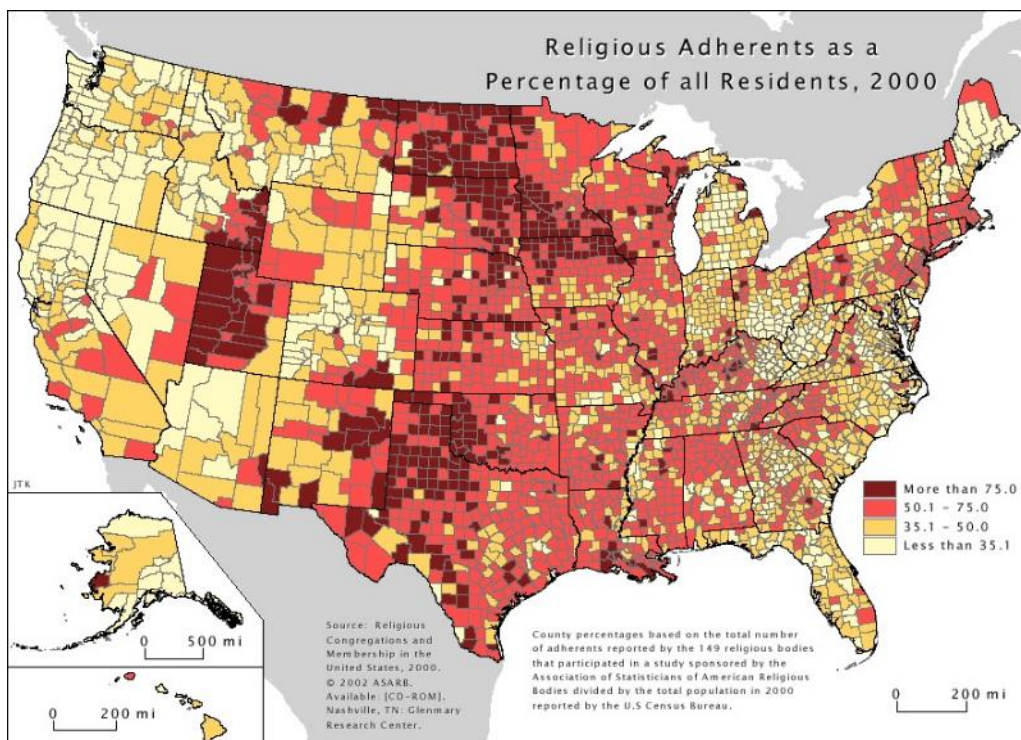 Religious Adherents as a
Percentage of all Residents, 2000
JTK
More than 75.0
50.1 - 75.0
35.1 - 50.0
Less than 35.1
0 500 mi
0 200 mi
Source: Religious
Congregations and
Membership in the
United States, 2000.
© 2002 ASARB.
Available: [CD-ROM].
Nashville, TN: Glenmary
Research Center.
County percentages based on the total number
of adherents reported by the 149 religious bodies
that participated in a study sponsored by the
Association of Statisticians of American Religious
Bodies divided by the total population in 2000
reported by the U.S Census Bureau.
0 200 mi